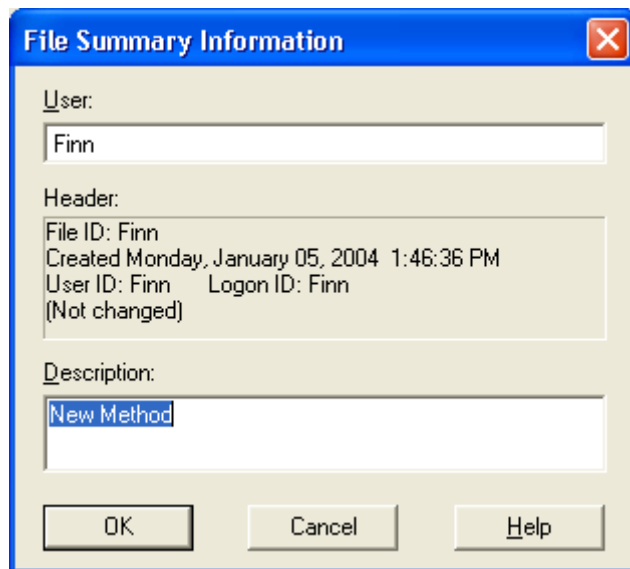 File Summary Information
User:
Finn
Header:
File ID: Finn
Created Monday, January 05, 2004  1:46:36 PM
User ID: Finn      Logon ID: Finn
(Not changed)
Description:
New Method
OK
Cancel
Help